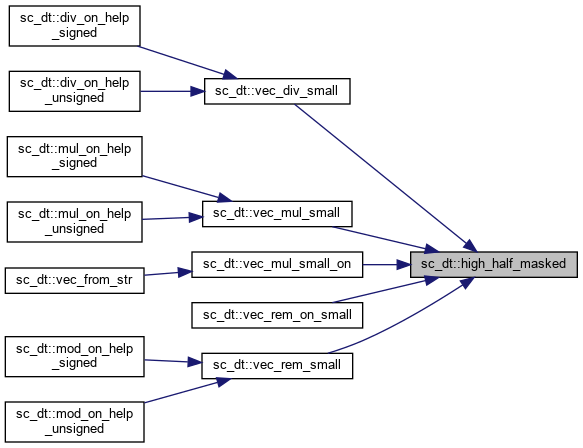 sc_dt::div_on_help
_signed
sc_dt::div_on_help
_unsigned
sc_dt::vec_div_small
sc_dt::mul_on_help
_signed
sc_dt::mul_on_help
_unsigned
sc_dt::vec_mul_small
sc_dt::vec_mul_small_on
sc_dt::high_half_masked
sc_dt::vec_from_str
sc_dt::vec_rem_on_small
sc_dt::mod_on_help
_signed
sc_dt::vec_rem_small
sc_dt::mod_on_help
_unsigned